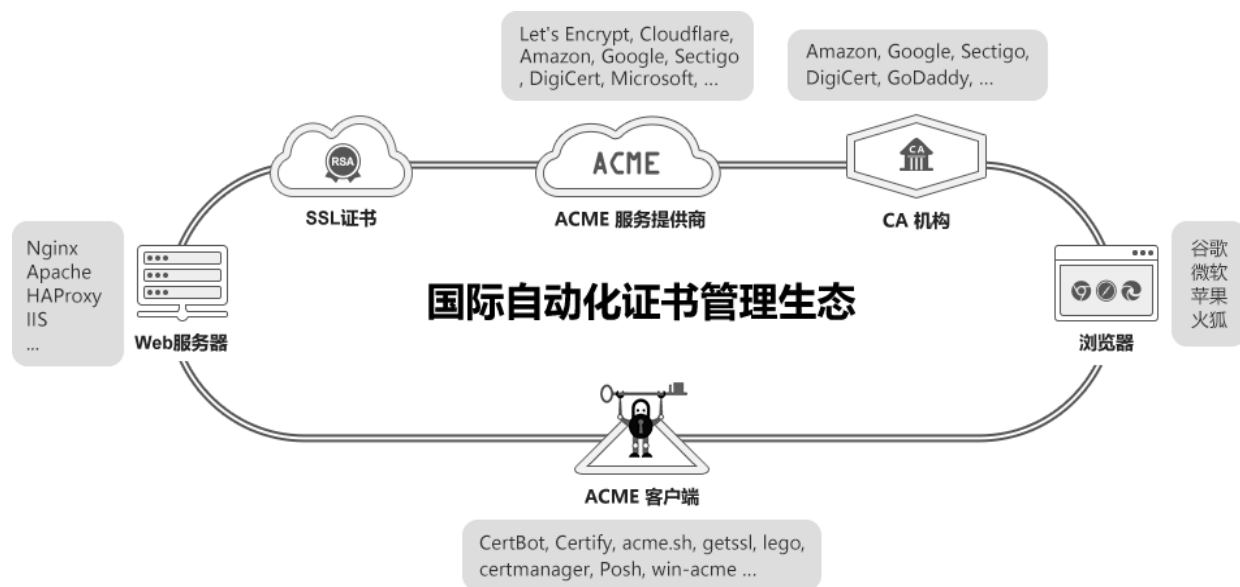 Let's Encrypt, Cloudflare,
Amazon, Google, Sectigo
, DigiCert, Microsoft, ...
Amazon, Google, Sectigo,
DigiCert, GoDaddy, ...
RSA
ACME
CA
SSL证书
ACME 服务提供商
CA 机构
Nginx
Apache
HAProxy
IIS
...
Web服务器
国际自动化证书管理生态
谷歌
微软
苹果
火狐
浏览器
ACME 客户端
CertBot, Certify, acme.sh, getssl, lego,
certmanager, Posh, win-acme ...